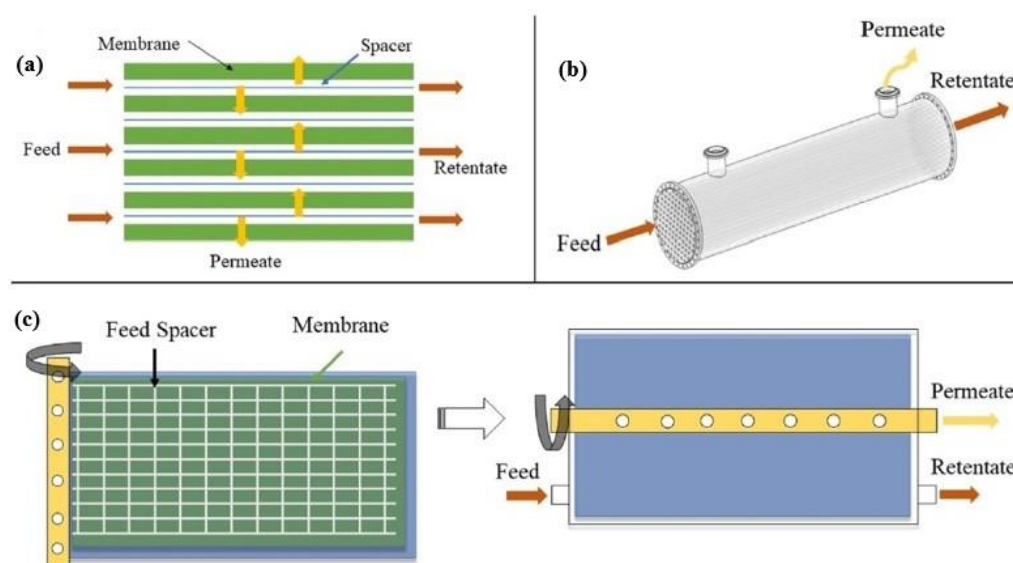 (a)
Membrane
Spacer
Feed
Retentate
Permeate
(b)
Permeate
Retentate
Feed
(c)
Feed Spacer
Membrane
Permeate
Feed
Retentate